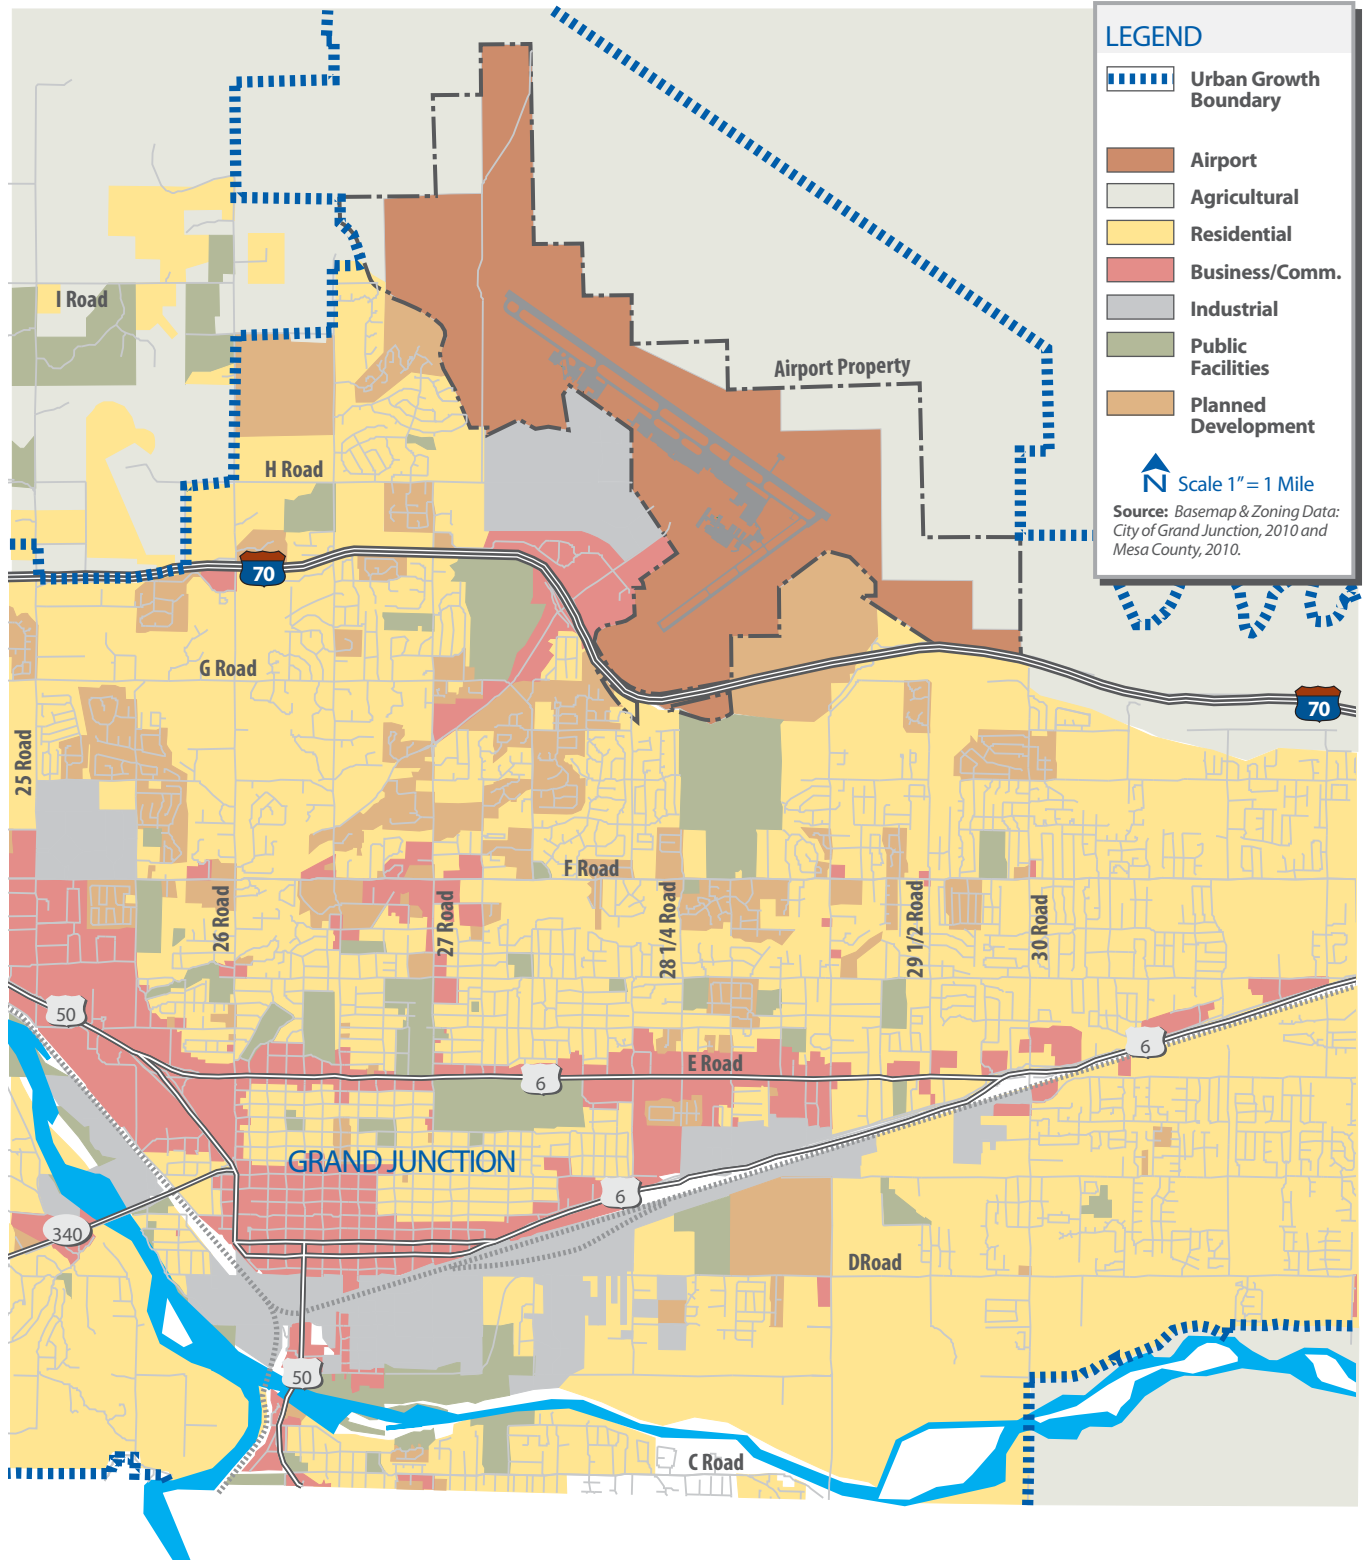 LEGEND
Urban Growth
Boundary
Airport
Agricultural
Residential
Business/Comm.
Industrial
Public
Facilities
Planned
Development
N
Scale 1” = 1 Mile
Source: Basemap & Zoning Data:
City of Grand Junction, 2010 and
Mesa County, 2010.
I Road
Airport Property
H Road
70
G Road
70
25 Road
F Road
26 Road
27 Road
28 1/4 Road
29 1/2 Road
30 Road
50
6
E Road
6
GRAND JUNCTION
6
340
DRoad
50
C Road